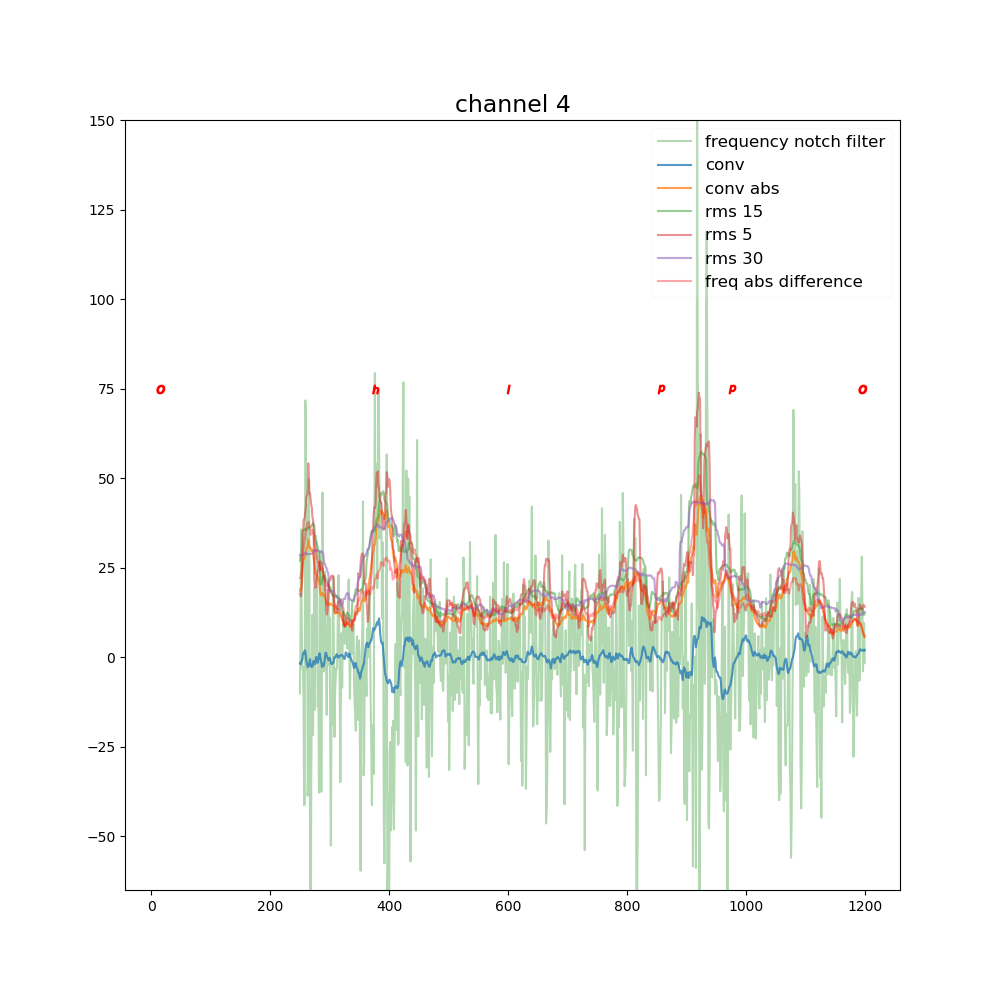 channel 4
150
125
100
75
50
25
0
−25
−50
frequency notch filter
conv
conv abs
rms 15
rms 5
rms 30
freq abs difference
O h l P P O
0 200 400 600 800 1000 1200